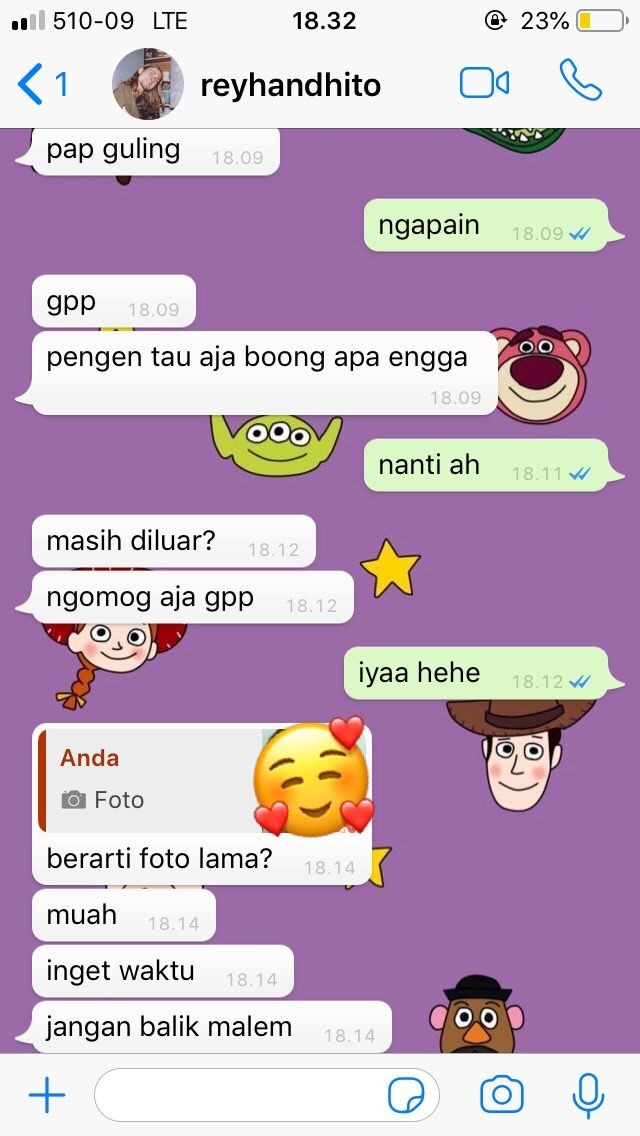 510-09 LTE 18.32 23%
1 reyhandhito
pap guling 18.09
ngapain 18.09
gpp 18.09
pengen tau aja boong apa engga
18.09
nanti ah 18.11
masih diluar? 18.12
ngomog aja gpp 18.12
iyaa hehe 18.12
Anda
Foto
berarti foto lama? 18.14
muah 18.14
inget waktu 18.14
jangan balik malem 18.14